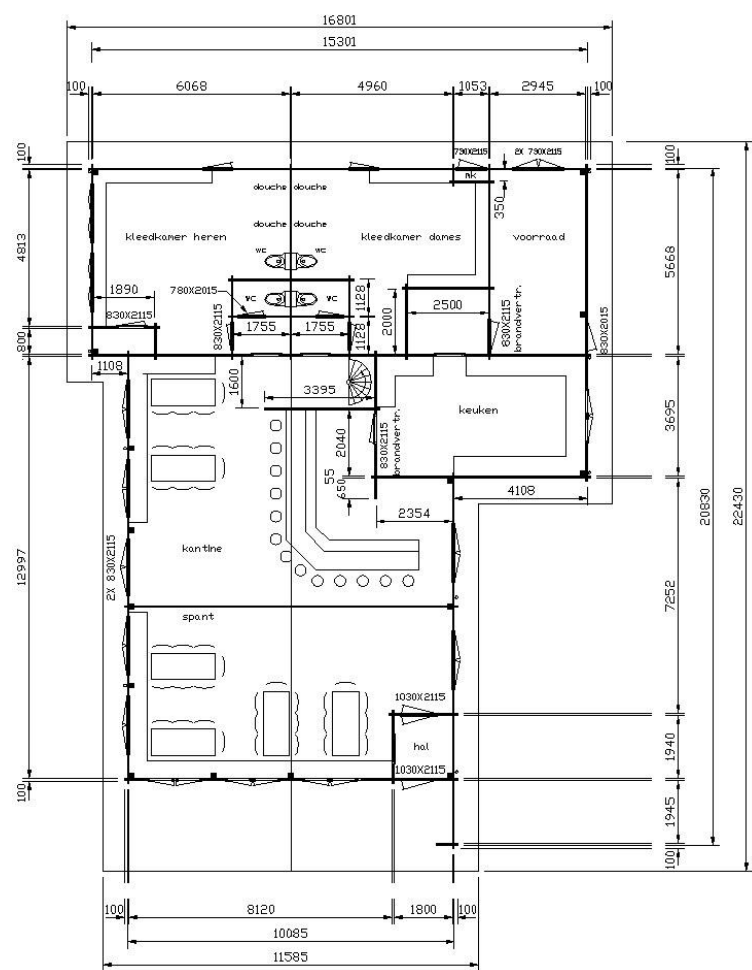 16801
15301
100 6068 4960 1053 2945 100
790X2115 2X 790X2115
100 100
mk
350
douche douche
douche douche
kleedkamer heren kleedkamer dames voorraad
wc wc
4813 5668
1890 780X2015 wc wc 1128 2000 2500
830X2115 830X2115 830X2115 brandvertr. 830X2015
1755 1755 1128
800
1108
1600 3395
keuken 3695
2040 830X2115 brandvertr.
55
650
4108
2354
20830 22430
12997
2X 830X2115
kantine
7252
spant
1030X2115
hal 1940
1030X2115
100
1945
100
100 8120 1800 100
10085
11585